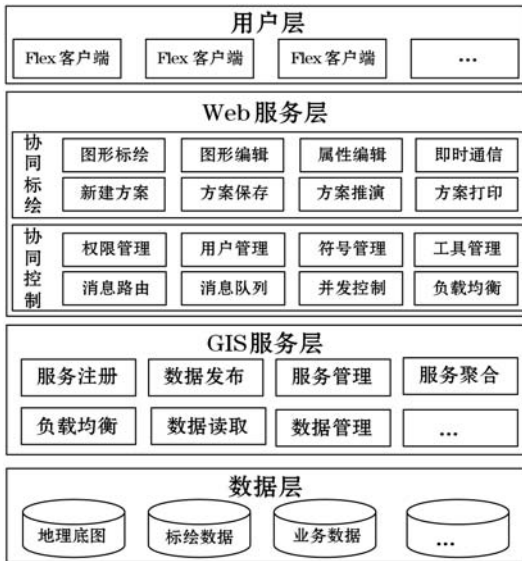 用户层
Flex 客户端 Flex 客户端 Flex 客户端 ...
Web服务层
协同标绘
图形标绘 图形编辑 属性编辑 即时通信
新建方案 方案保存 方案推演 方案打印
协同控制
权限管理 用户管理 符号管理 工具管理
消息路由 消息队列 并发控制 负载均衡
GIS服务层
服务注册 数据发布 服务管理 服务聚合
负载均衡 数据读取 数据管理 ...
数据层
地理底图 标绘数据 业务数据 ...